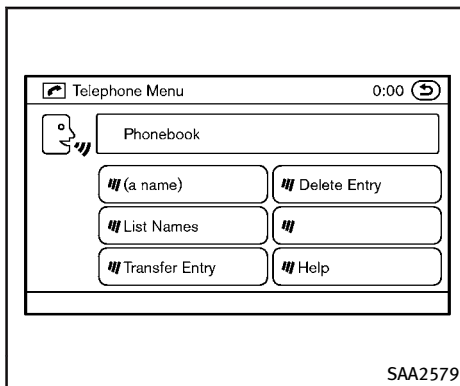 Telephone Menu 0:00
Phonebook
(a name) Delete Entry
List Names
Transfer Entry Help
SAA2579